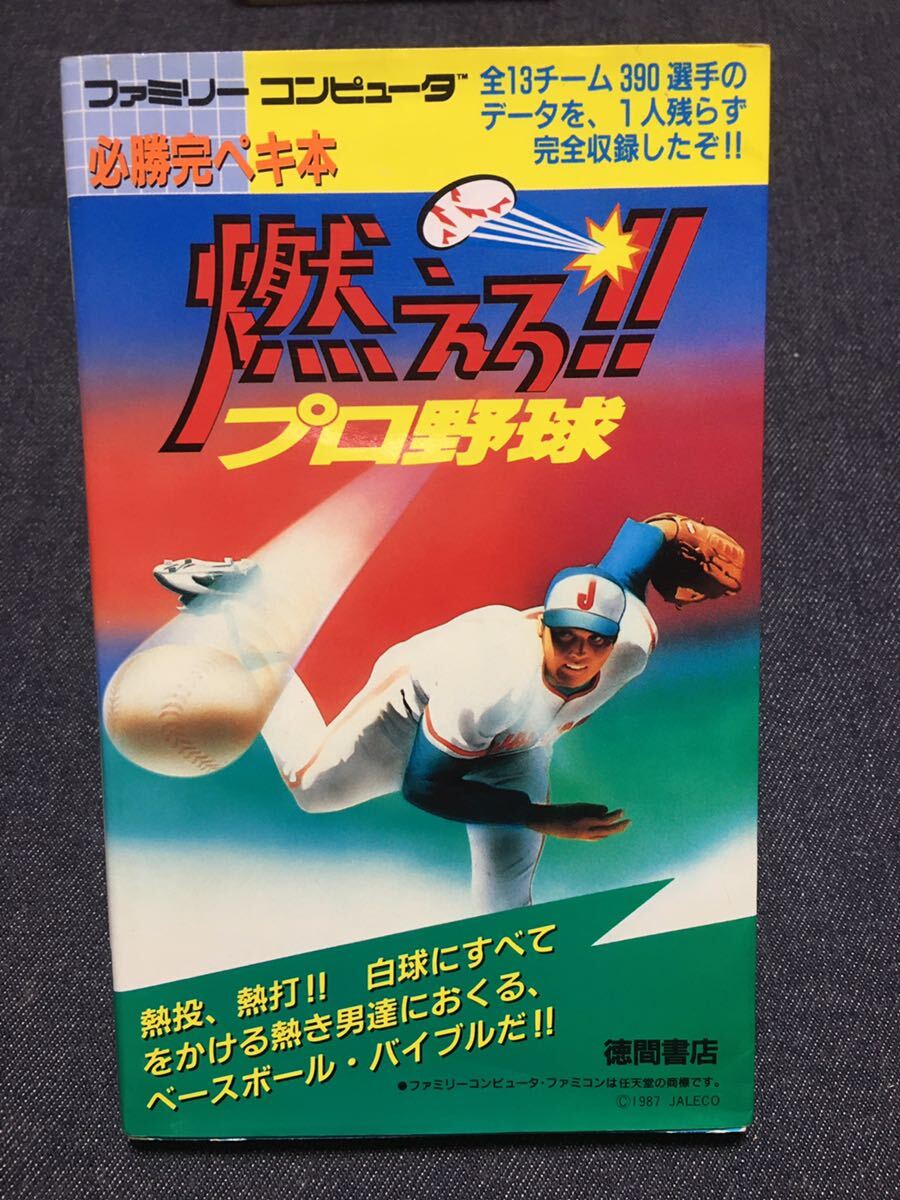 ファミリー コンピュータ™
必勝完ペキ本
全13チーム390選手の
データを、1人残らず
完全収録したぞ!!
燃えろ!!
プロ野球
J
熱投、熱打!! 白球にすべて
をかける熱き男達におくる、
ベースボール・バイブルだ!!
徳間書店
●ファミリーコンピュータ・ファミコンは任天堂の商標です。
©1987 JALECO